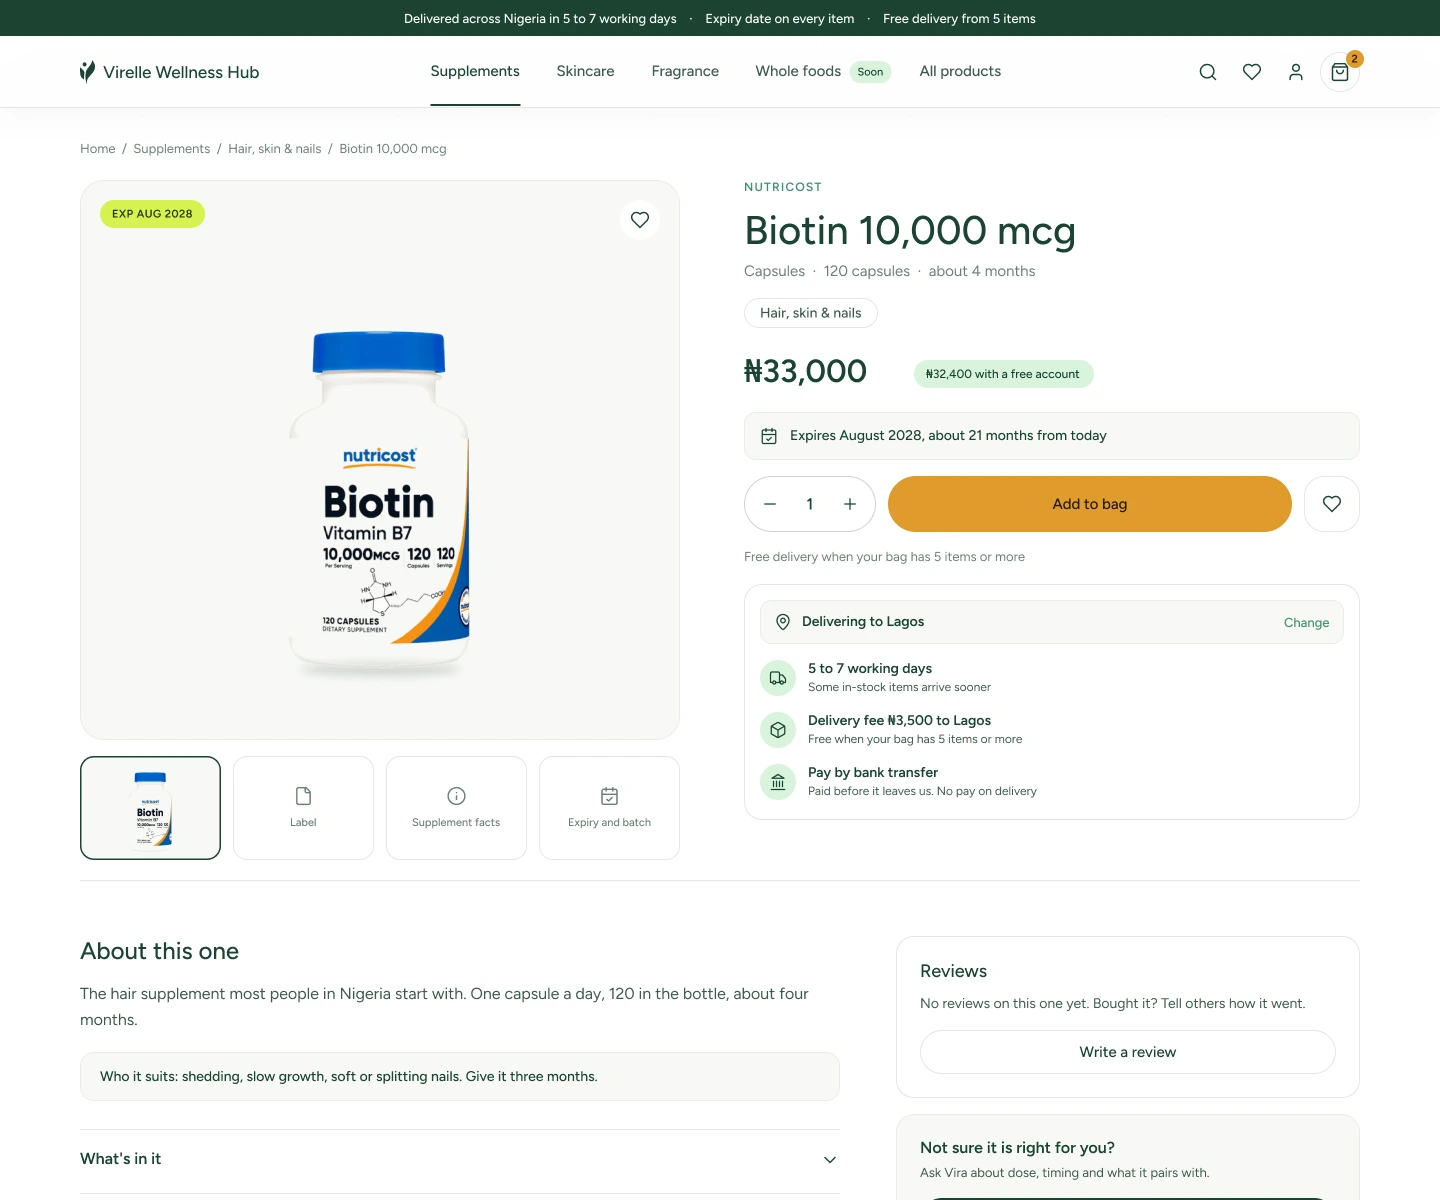 Delivered across Nigeria in 5 to 7 working days · Expiry date on every item · Free delivery from 5 items
Virelle Wellness Hub
Supplements Skincare Fragrance Whole foods Soon All products
2
Home / Supplements / Hair, skin & nails / Biotin 10,000 mcg
EXP AUG 2028
nutricost
Biotin
Vitamin B7
10,000MCG 120 120
Per Serving Capsules Servings
HN NH
H H
S COOH
120 CAPSULES
DIETARY SUPPLEMENT
nutricost
Biotin
Vitamin B7
Label
Supplement facts
Expiry and batch
NUTRICOST
Biotin 10,000 mcg
Capsules · 120 capsules · about 4 months
Hair, skin & nails
₦33,000
₦32,400 with a free account
Expires August 2028, about 21 months from today
1
Add to bag
Free delivery when your bag has 5 items or more
Delivering to Lagos
Change
5 to 7 working days
Some in-stock items arrive sooner
Delivery fee ₦3,500 to Lagos
Free when your bag has 5 items or more
Pay by bank transfer
Paid before it leaves us. No pay on delivery
About this one
The hair supplement most people in Nigeria start with. One capsule a day, 120 in the bottle, about four
months.
Who it suits: shedding, slow growth, soft or splitting nails. Give it three months.
What's in it
Reviews
No reviews on this one yet. Bought it? Tell others how it went.
Write a review
Not sure it is right for you?
Ask Vira about dose, timing and what it pairs with.